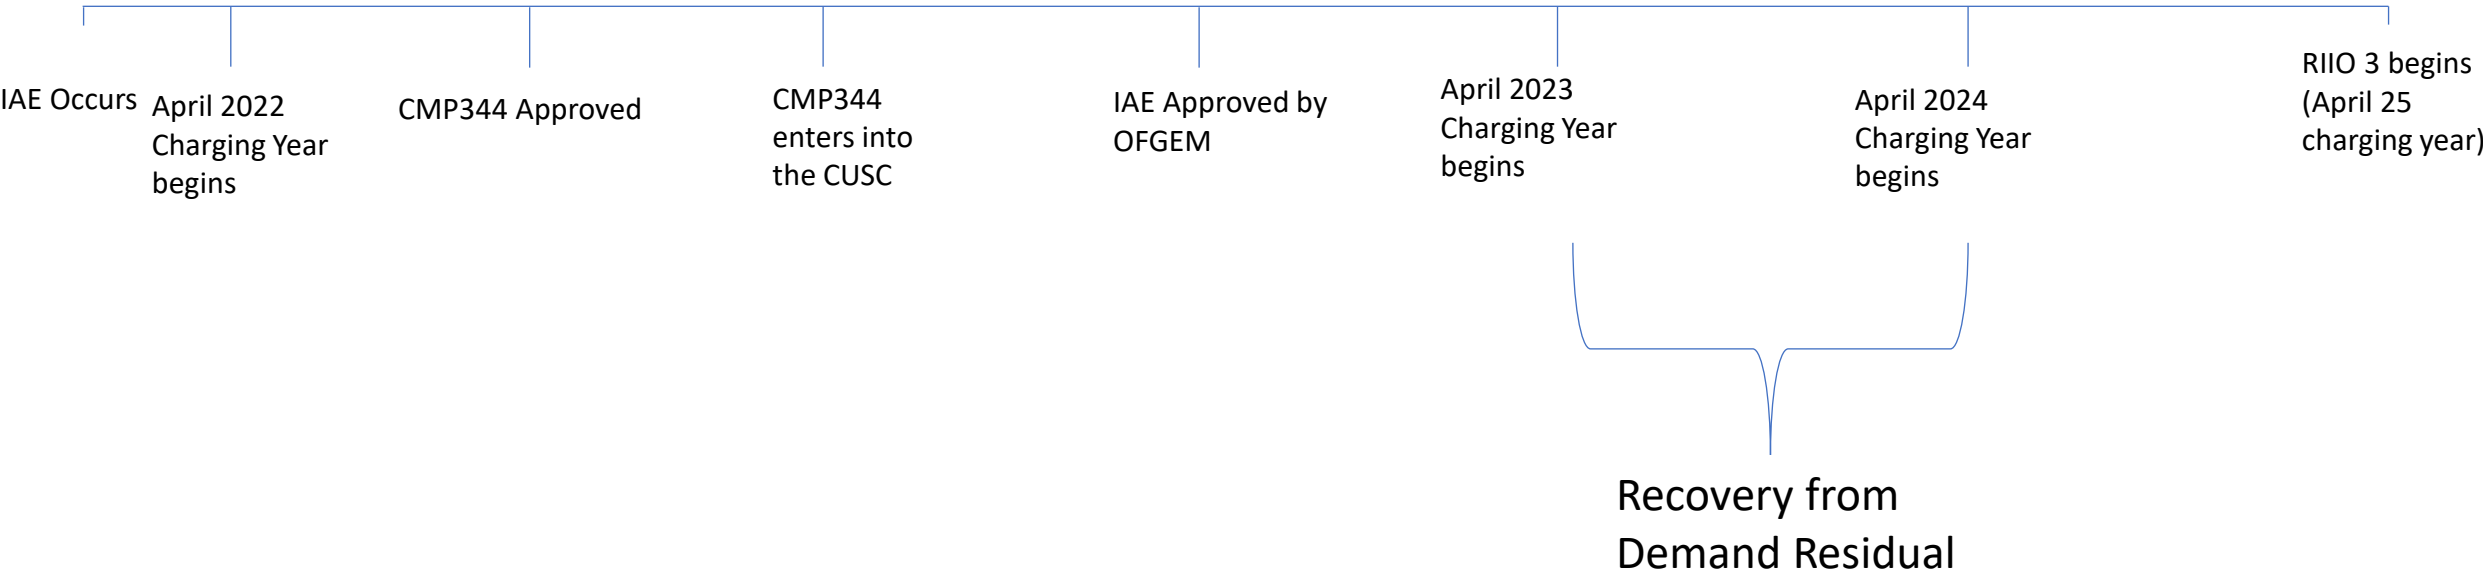 IAE Occurs
April 2022
Charging Year
begins
CMP344 Approved
CMP344
enters into
the CUSC
IAE Approved by
OFGEM
April 2023
Charging Year
begins
April 2024
Charging Year
begins
RIIO 3 begins
(April 25
charging year)
Recovery from
Demand Residual